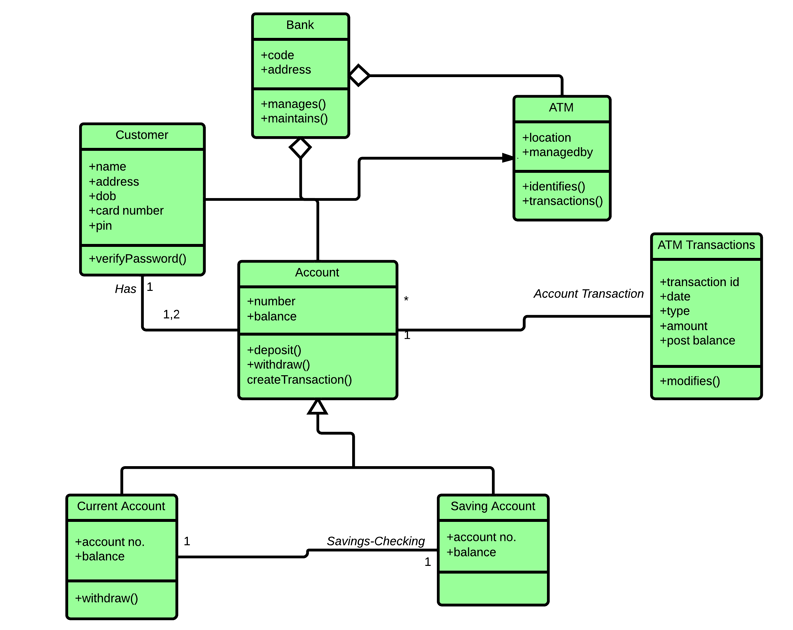 Bank
+code
+address
+manages()
+maintains()
ATM
+location
+managedby
+identifies()
+transactions()
Customer
+name
+address
+dob
+card number
+pin
+verifyPassword()
Has
1
1,2
Account
+number
+balance
+deposit()
+withdraw()
createTransaction()
*
1
Account Transaction
ATM Transactions
+transaction id
+date
+type
+amount
+post balance
+modifies()
Current Account
+account no.
+balance
+withdraw()
1
Savings-Checking
1
Saving Account
+account no.
+balance